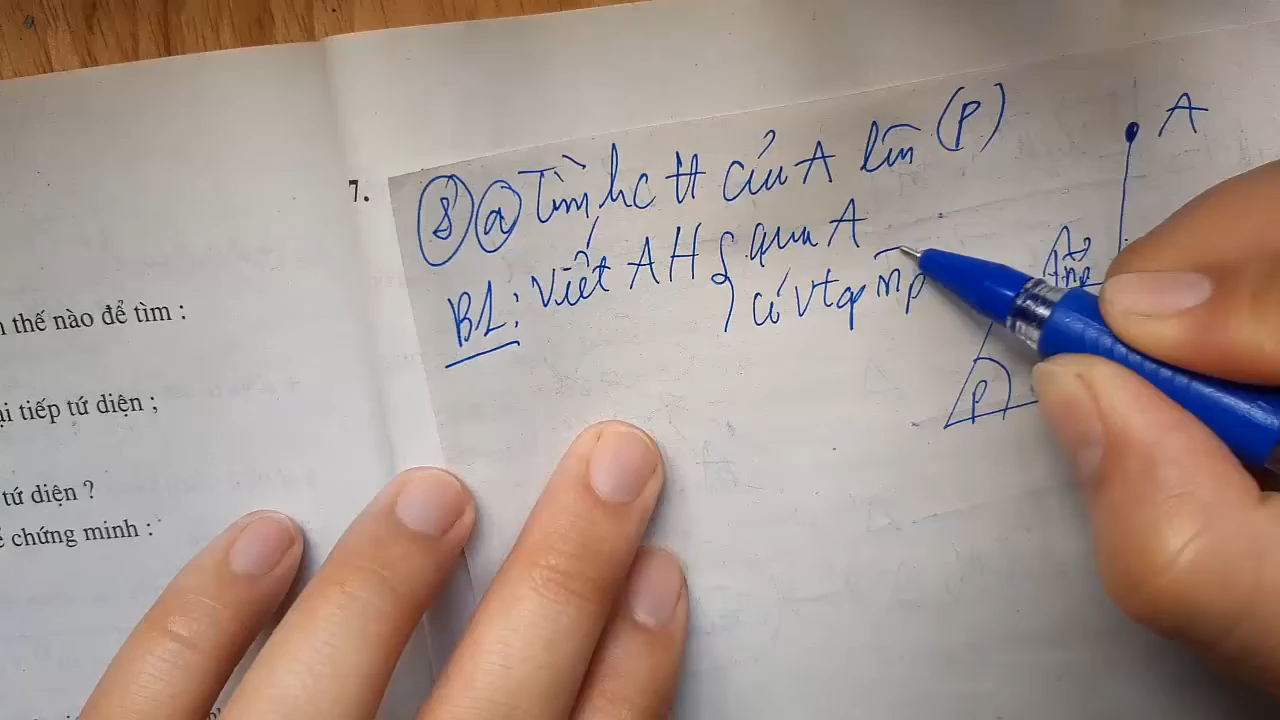 7.
⑧ ⓐ Tìm hc H của A lên (P)
B1: Viết AH { qua A
có vtcp n⃗p
A
n⃗p
P
n thế nào để tìm :
ại tiếp tứ diện ;
tứ diện ?
ể chứng minh :